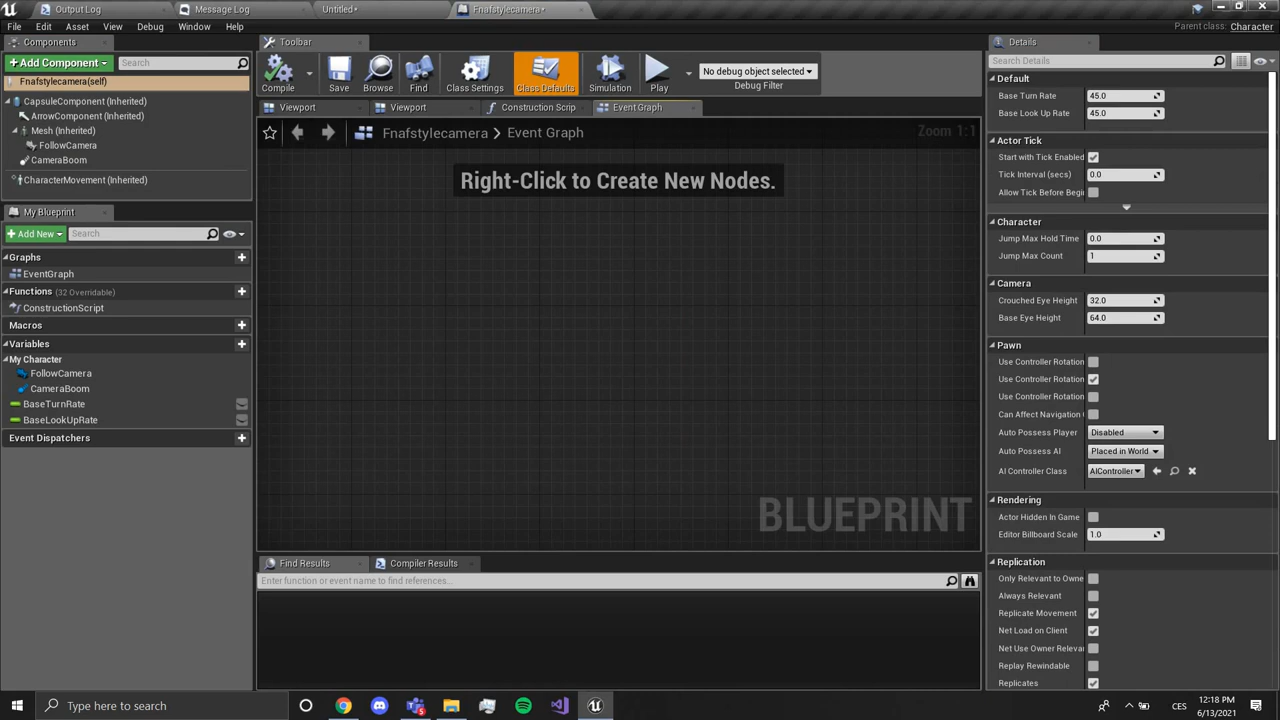 Output Log
Message Log
Untitled*
Fnafstylecamera*
File Edit Asset View Debug Window Help
Parent class: Character
Components
+Add Component
Search
Fnafstylecamera(self)
CapsuleComponent (Inherited)
ArrowComponent (Inherited)
Mesh (Inherited)
FollowCamera
CameraBoom
CharacterMovement (Inherited)
My Blueprint
+Add New
Search
Graphs
EventGraph
Functions (32 Overridable)
ConstructionScript
Macros
Variables
My Character
FollowCamera
CameraBoom
BaseTurnRate
BaseLookUpRate
Event Dispatchers
Toolbar
Compile
Save
Browse
Find
Class Settings
Class Defaults
Simulation
Play
No debug object selected
Debug Filter
Viewport
Viewport
Construction Scrip
Event Graph
Fnafstylecamera > Event Graph
Zoom 1:1
Right-Click to Create New Nodes.
BLUEPRINT
Find Results
Compiler Results
Enter function or event name to find references...
Details
Search Details
Default
Base Turn Rate 45.0
Base Look Up Rate 45.0
Actor Tick
Start with Tick Enabled
Tick Interval (secs) 0.0
Allow Tick Before Begin
Character
Jump Max Hold Time 0.0
Jump Max Count 1
Camera
Crouched Eye Height 32.0
Base Eye Height 64.0
Pawn
Use Controller Rotation
Use Controller Rotation
Use Controller Rotation
Can Affect Navigation
Auto Possess Player Disabled
Auto Possess AI Placed in World
AI Controller Class AIController
Rendering
Actor Hidden In Game
Editor Billboard Scale 1.0
Replication
Only Relevant to Owne
Always Relevant
Replicate Movement
Net Load on Client
Net Use Owner Releva
Replay Rewindable
Replicates
Type here to search
CES
12:18 PM
6/13/2021